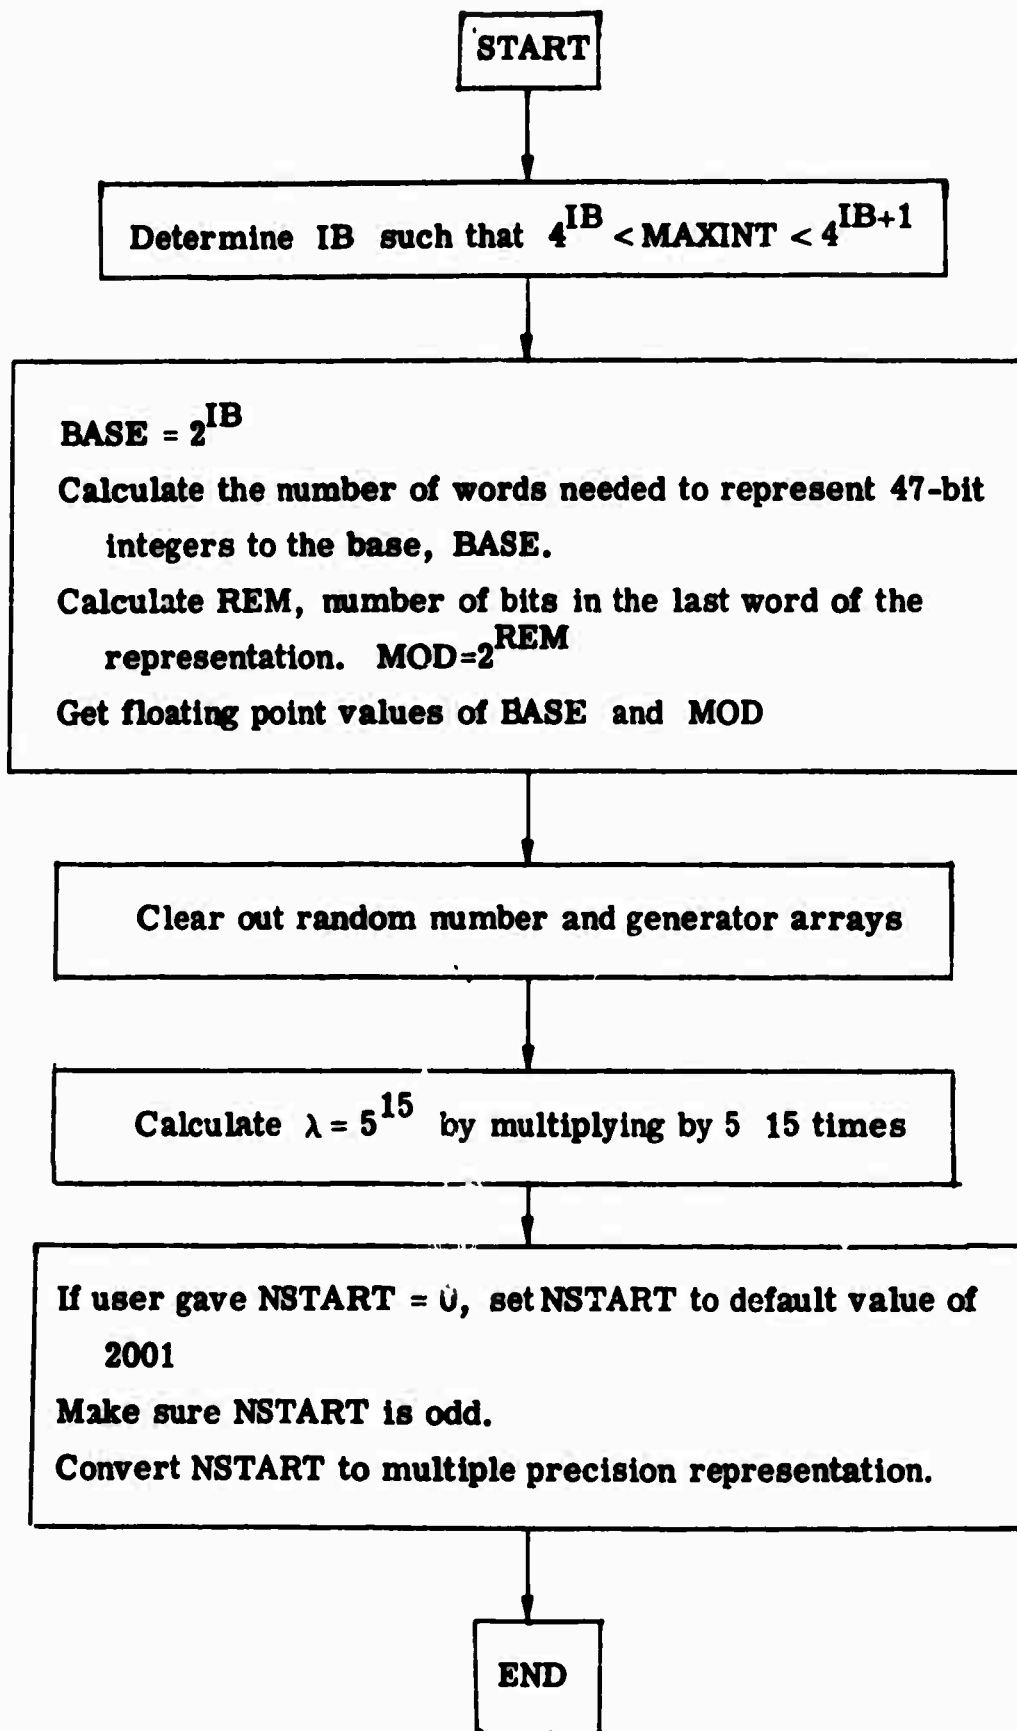 START
Determine IB such that 4^IB < MAXINT < 4^IB+1
BASE = 2^IB
Calculate the number of words needed to represent 47-bit
integers to the base, BASE.
Calculate REM, number of bits in the last word of the
representation. MOD=2^REM
Get floating point values of BASE and MOD
Clear out random number and generator arrays
Calculate λ = 5^15 by multiplying by 5 15 times
If user gave NSTART = 0, set NSTART to default value of
2001
Make sure NSTART is odd.
Convert NSTART to multiple precision representation.
END